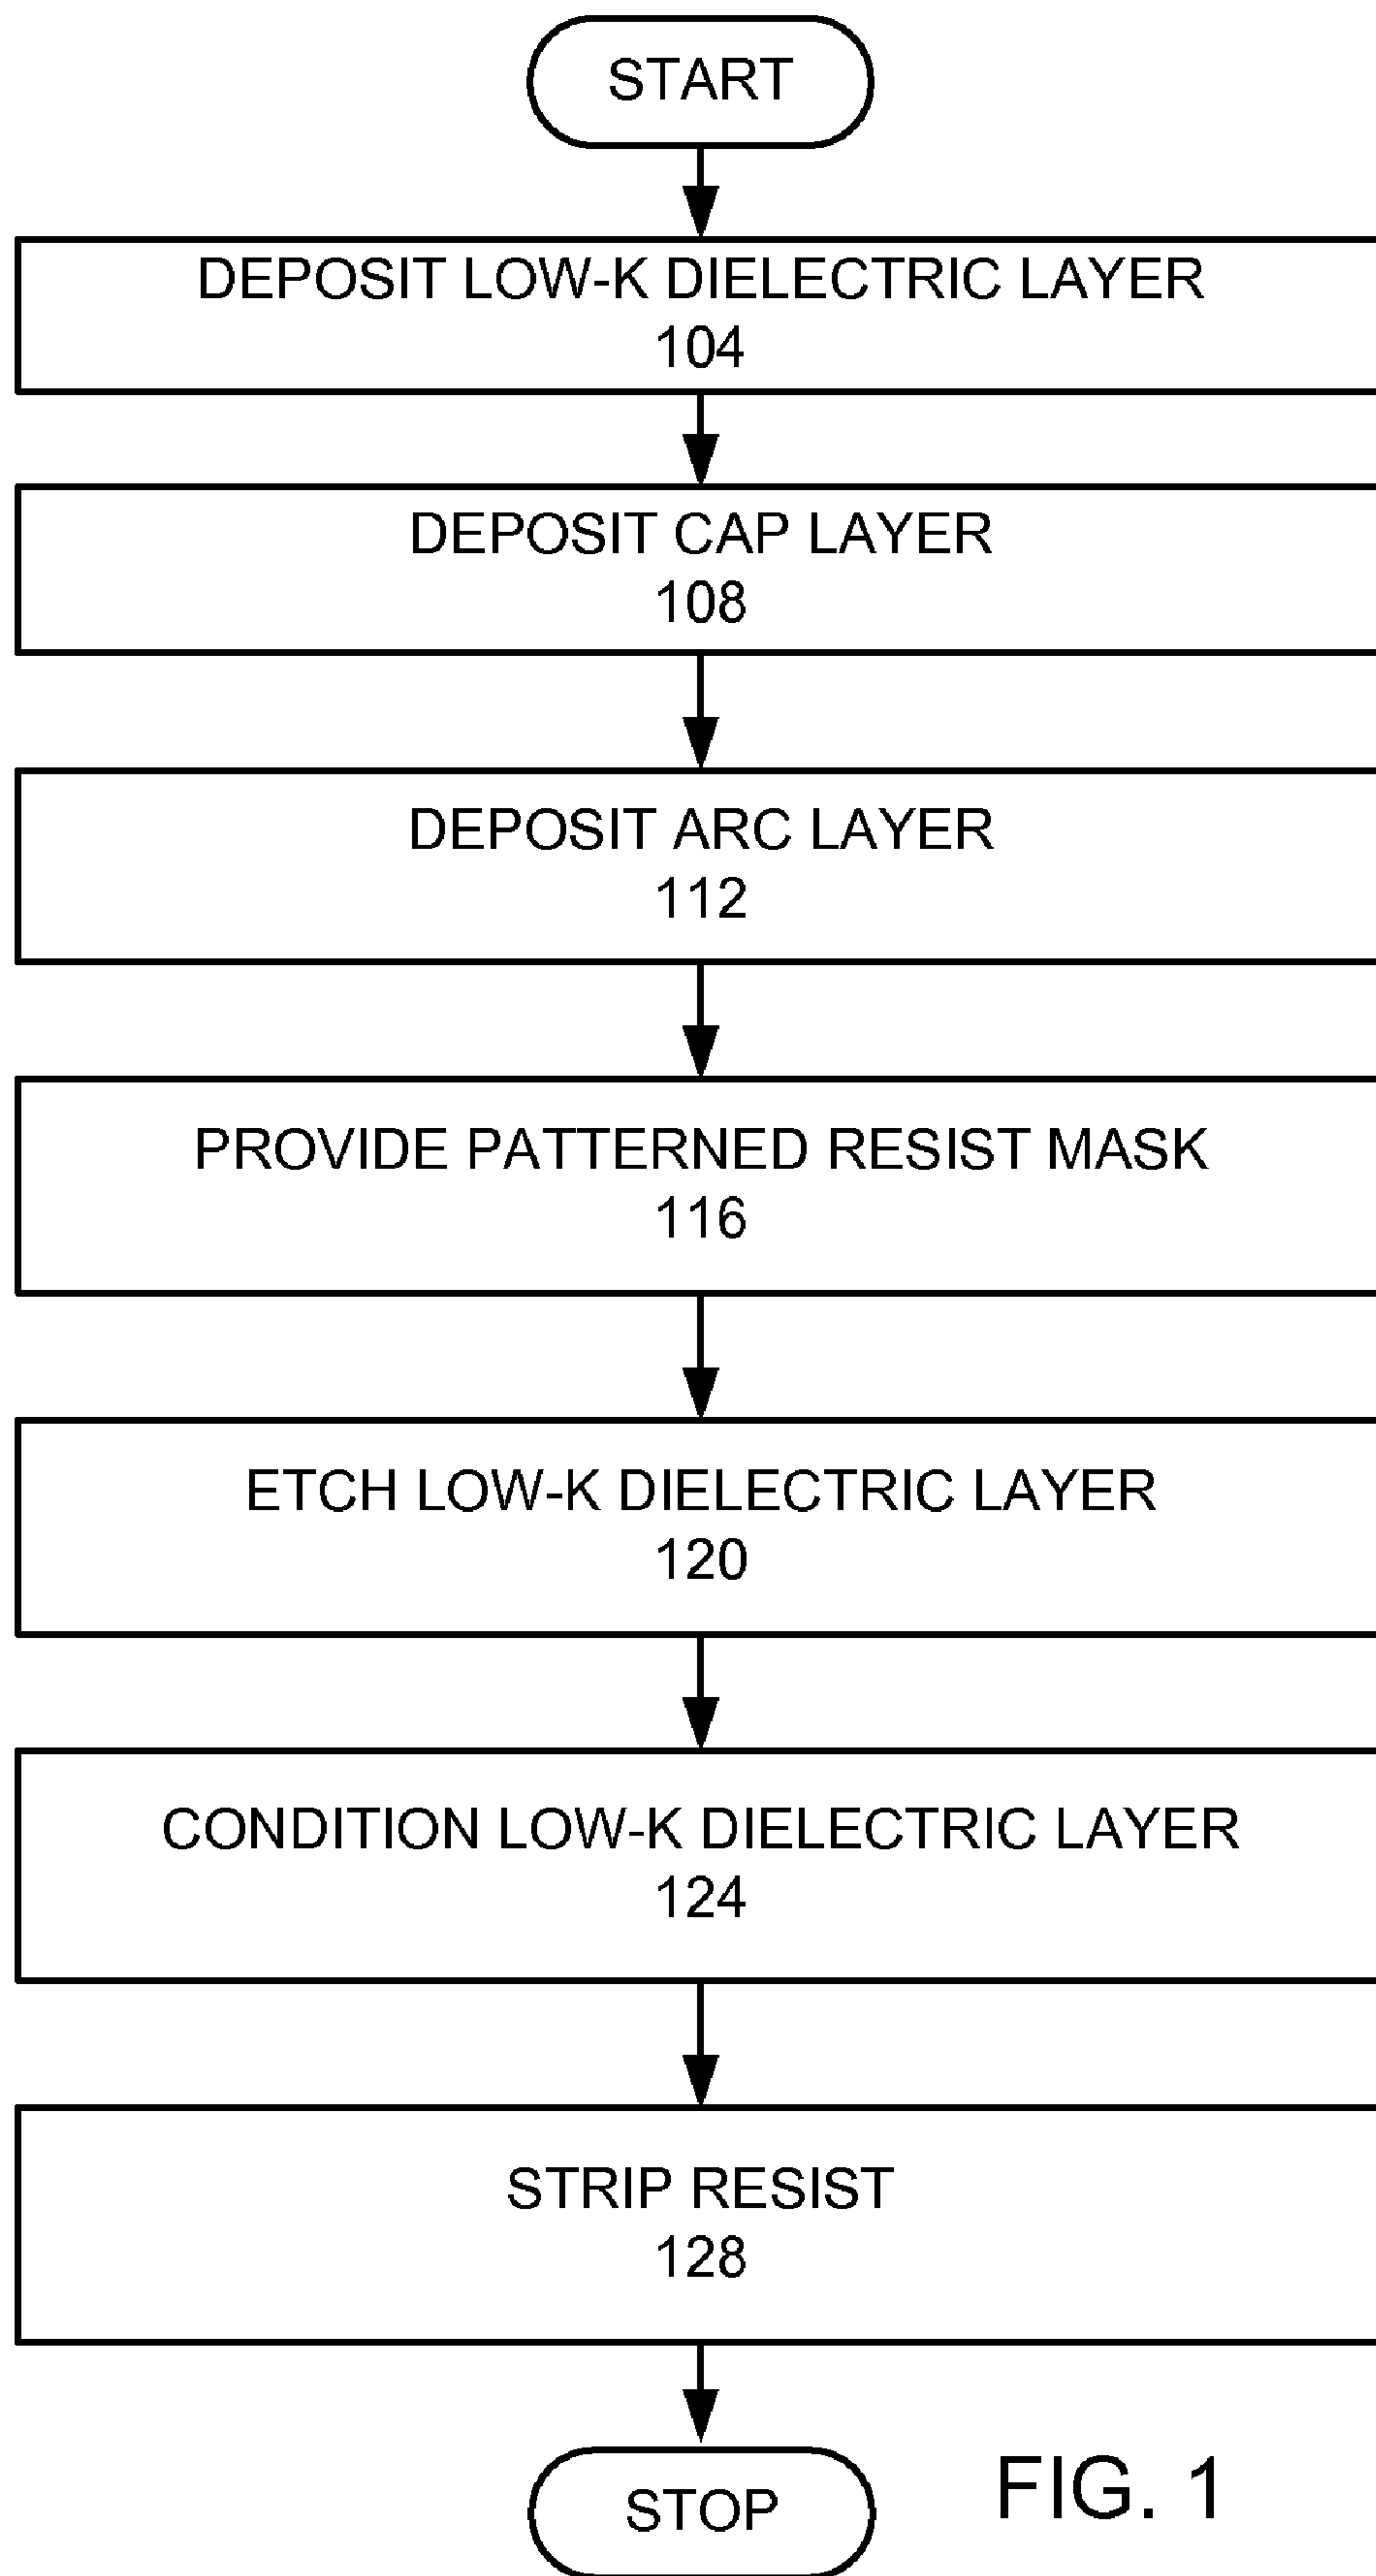 START
DEPOSIT LOW-K DIELECTRIC LAYER
104
DEPOSIT CAP LAYER
108
DEPOSIT ARC LAYER
112
PROVIDE PATTERNED RESIST MASK
116
ETCH LOW-K DIELECTRIC LAYER
120
CONDITION LOW-K DIELECTRIC LAYER
124
STRIP RESIST
128
STOP
FIG. 1